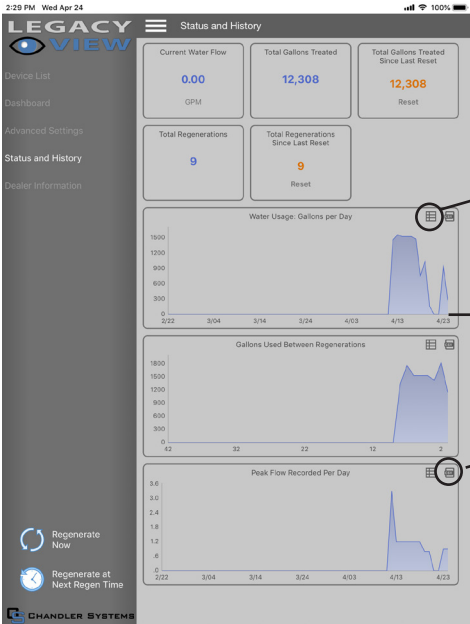 2:29 PM Wed Apr 24
100%
LEGACY
VIEW
Status and History
Device List
Dashboard
Advanced Settings
Status and History
Dealer Information
Current Water Flow
0.00
GPM
Total Gallons Treated
12,308
Total Gallons Treated
Since Last Reset
12,308
Reset
Total Regenerations
9
Total Regenerations
Since Last Reset
9
Reset
Water Usage: Gallons per Day
1500
1200
900
600
300
0
2/22 3/04 3/14 3/24 4/03 4/13 4/23
Gallons Used Between Regenerations
1800
1500
1200
900
600
300
0
42 32 22 12 2
Peak Flow Recorded Per Day
3.6
3.0
2.4
1.8
1.2
.6
.0
2/22 3/04 3/14 3/24 4/03 4/13 4/23
Regenerate
Now
Regenerate at
Next Regen Time
CHANDLER SYSTEMS